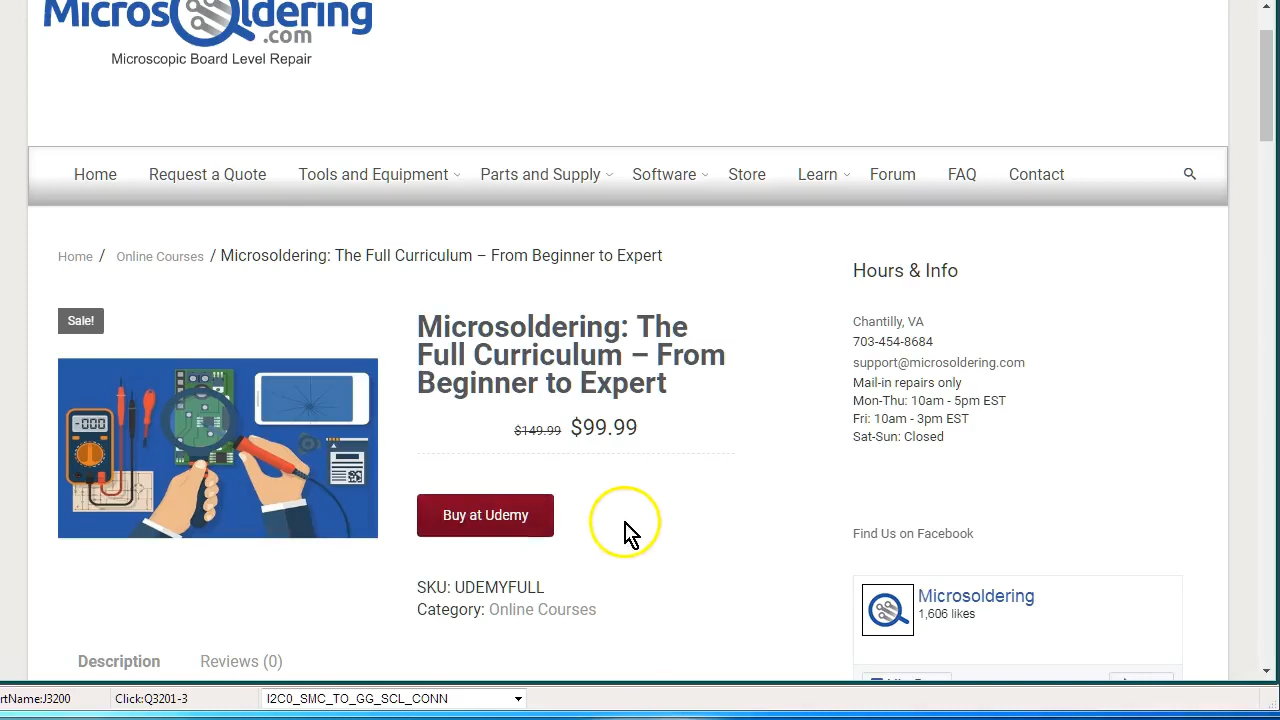 Microsoldering
.com
Microscopic Board Level Repair
Home Request a Quote Tools and Equipment Parts and Supply Software Store Learn Forum FAQ Contact
Home / Online Courses / Microsoldering: The Full Curriculum – From Beginner to Expert
Sale!
-000
Microsoldering: The
Full Curriculum – From
Beginner to Expert
$149.99 $99.99
Buy at Udemy
SKU: UDEMYFULL
Category: Online Courses
Description Reviews (0)
Hours & Info
Chantilly, VA
703-454-8684
support@microsoldering.com
Mail-in repairs only
Mon-Thu: 10am - 5pm EST
Fri: 10am - 3pm EST
Sat-Sun: Closed
Find Us on Facebook
Microsoldering
1,606 likes
rtName:J3200 Click:Q3201-3 I2C0_SMC_TO_GG_SCL_CONN